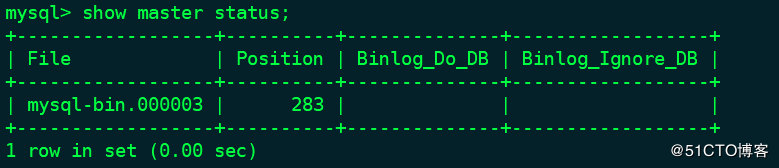 mysql> show master status;
+------------------+----------+--------------+------------------+
| File             | Position | Binlog_Do_DB | Binlog_Ignore_DB |
+------------------+----------+--------------+------------------+
| mysql-bin.000003 |      283 |              |                  |
+------------------+----------+--------------+------------------+
1 row in set (0.00 sec)
@51CTO博客